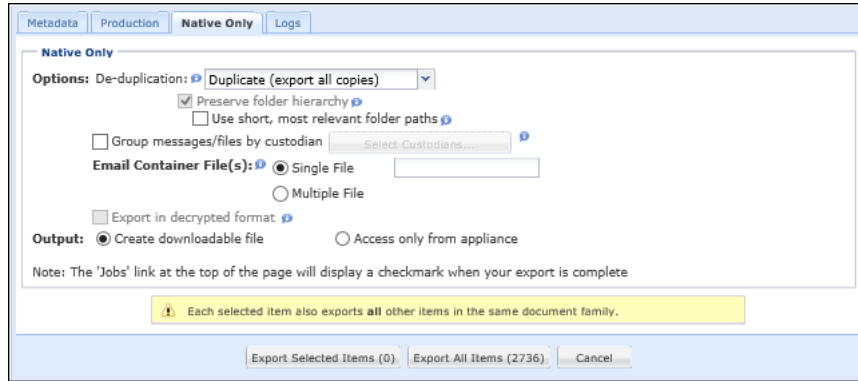 Metadata Production Native Only Logs
Native Only
Options: De-duplication: Duplicate (export all copies)
Preserve folder hierarchy
Use short, most relevant folder paths
Group messages/files by custodian Select Custodians...
Email Container File(s): Single File
Multiple File
Export in decrypted format
Output: Create downloadable file Access only from appliance
Note: The 'Jobs' link at the top of the page will display a checkmark when your export is complete
Each selected item also exports all other items in the same document family.
Export Selected Items (0) Export All Items (2736) Cancel